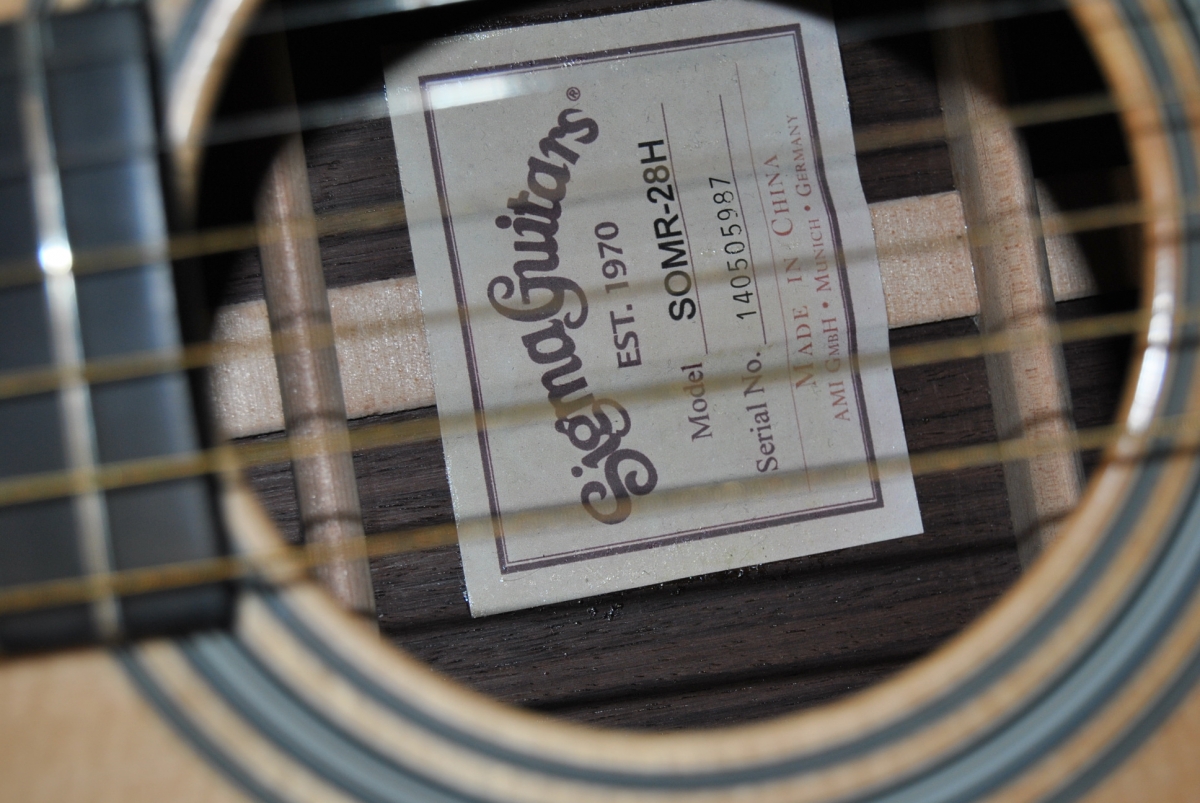 Sigma Guitars®
EST. 1970
Model SOMR-28H
Serial No. 140505987
MADE IN CHINA
AMI GMBH • MUNICH • GERMANY